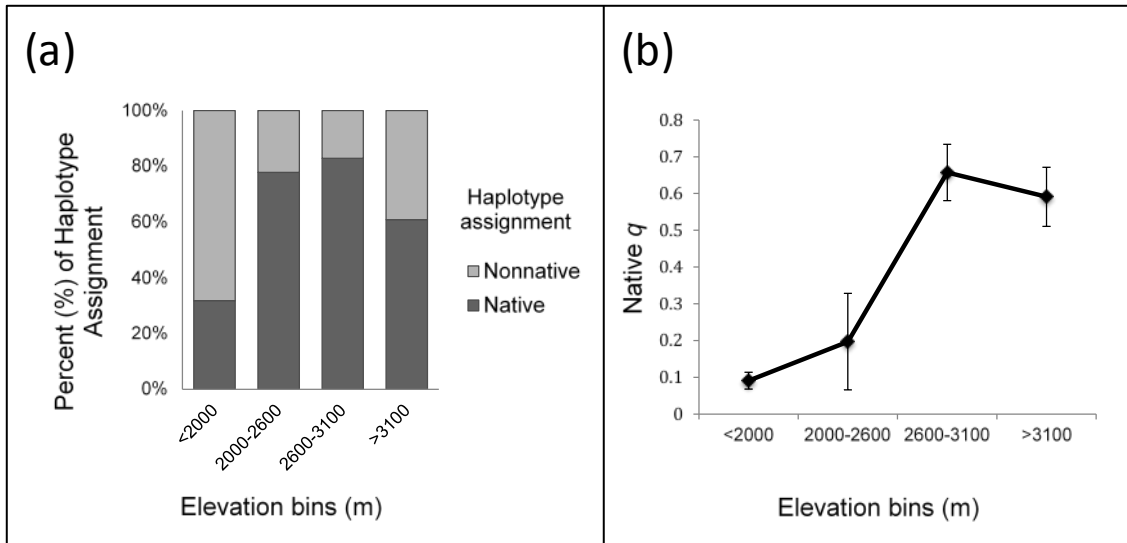 (a)
Percent (%) of Haplotype
Assignment
100%
80%
60%
40%
20%
0%
<2000
2000-2600
2600-3100
>3100
Elevation bins (m)
Haplotype
assignment
Nonnative
Native
(b)
Native q
0.8
0.7
0.6
0.5
0.4
0.3
0.2
0.1
0
<2000
2000-2600
2600-3100
>3100
Elevation bins (m)